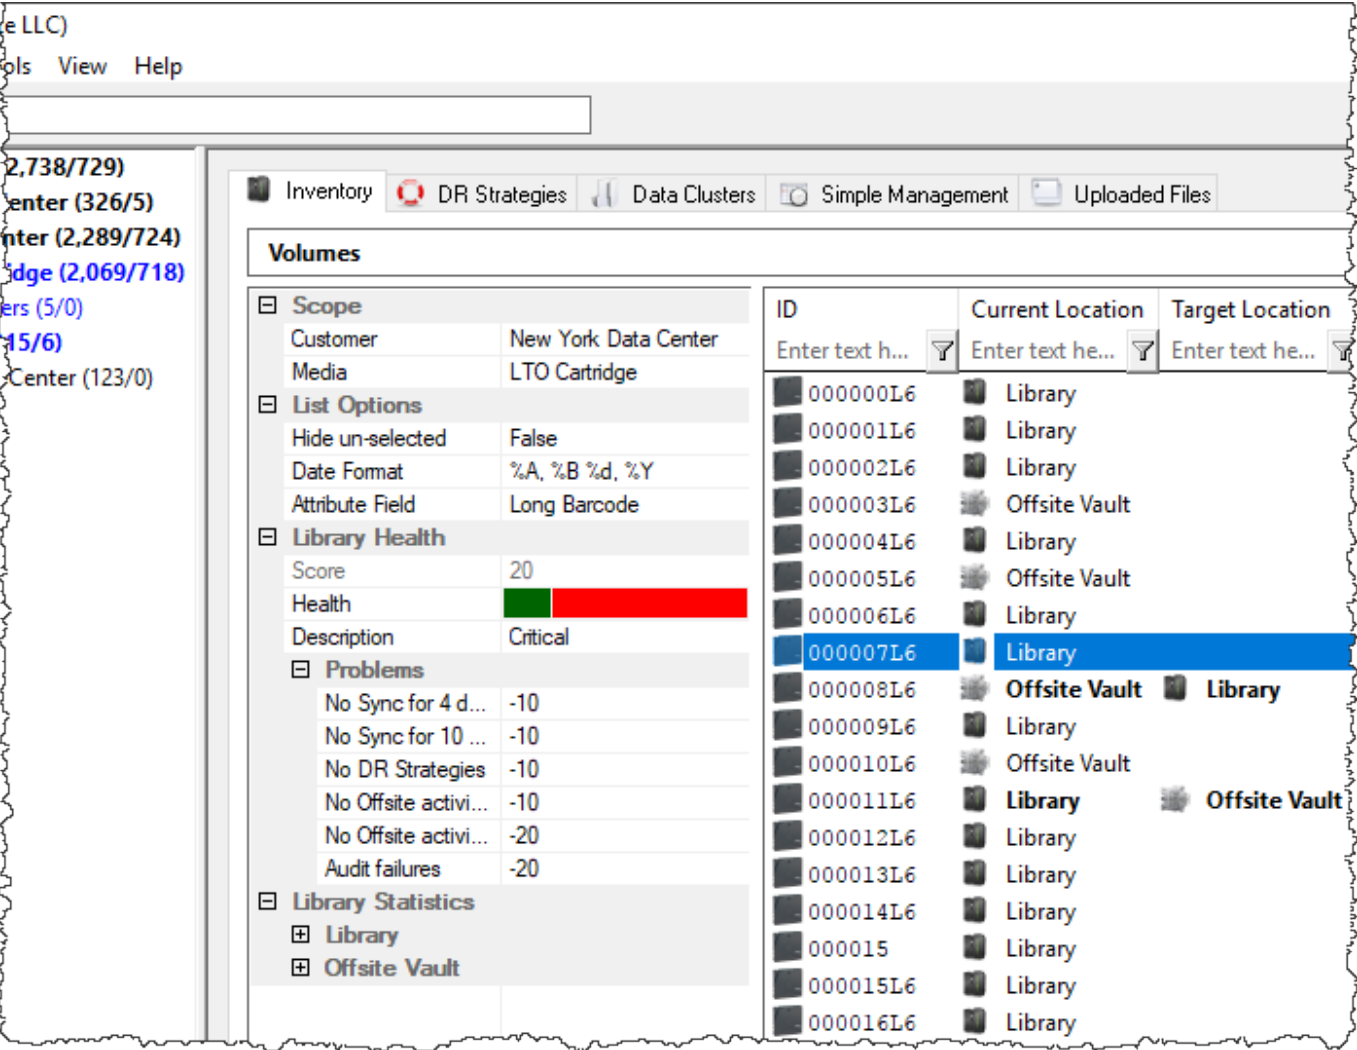 e LLC)
ols View Help
2,738/729)
enter (326/5)
nter (2,289/724)
idge (2,069/718)
ers (5/0)
15/6)
Center (123/0)
Inventory DR Strategies Data Clusters Simple Management Uploaded Files
Volumes
Scope
Customer New York Data Center
Media LTO Cartridge
List Options
Hide un-selected False
Date Format %A, %B %d, %Y
Attribute Field Long Barcode
Library Health
Score 20
Health
Description Critical
Problems
No Sync for 4 d... -10
No Sync for 10 ... -10
No DR Strategies -10
No Offsite activi... -10
No Offsite activi... -20
Audit failures -20
Library Statistics
Library
Offsite Vault
ID Current Location Target Location
Enter text h... Enter text he... Enter text he...
000000L6 Library
000001L6 Library
000002L6 Library
000003L6 Offsite Vault
000004L6 Library
000005L6 Offsite Vault
000006L6 Library
000007L6 Library
000008L6 Offsite Vault Library
000009L6 Library
000010L6 Offsite Vault
000011L6 Library Offsite Vault
000012L6 Library
000013L6 Library
000014L6 Library
000015 Library
000015L6 Library
000016L6 Library